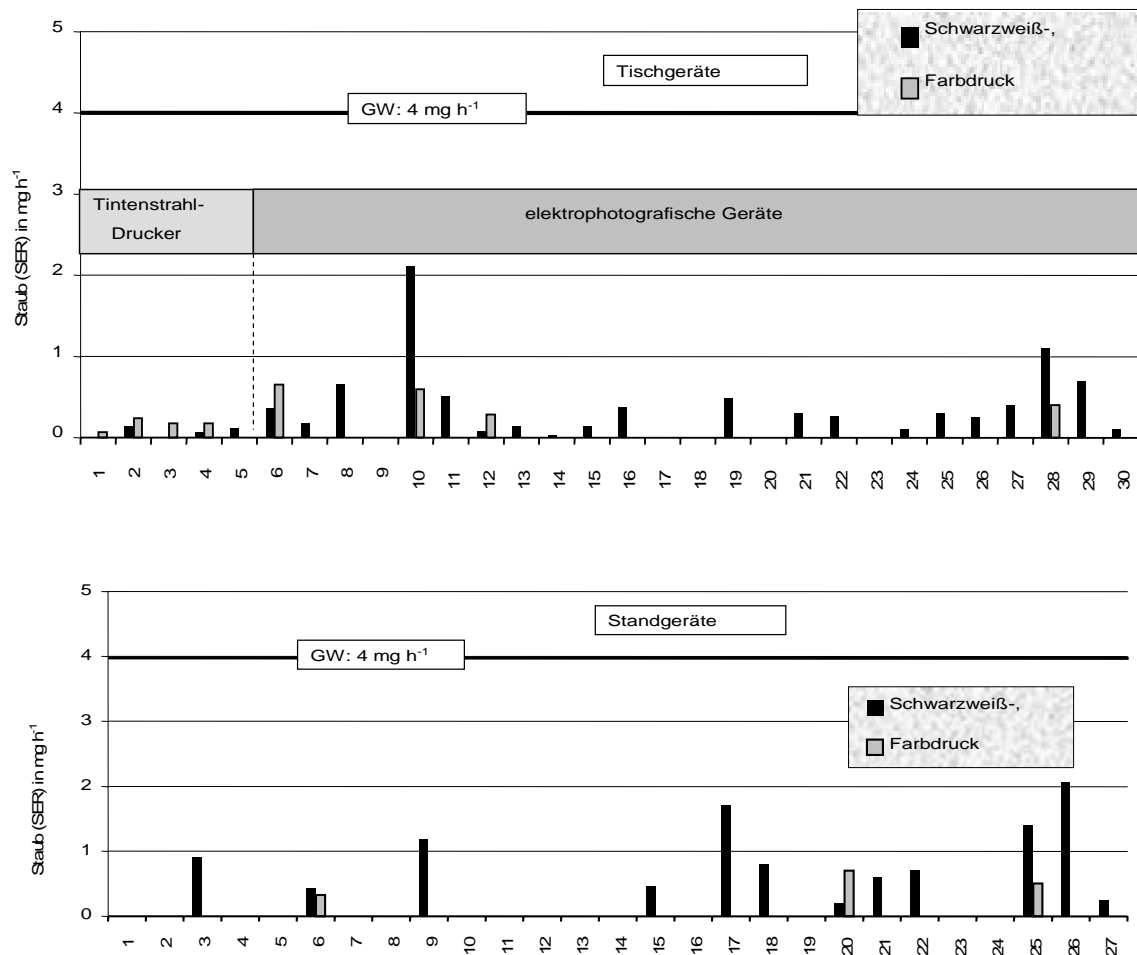 5
Schwarzweiß-,
Tischgeräte
Farbdruck
4
GW: 4 mg h⁻¹
Staub (SER) in mg h⁻¹
3
Tintenstrahl-
Drucker
elektrophotografische Geräte
2
1
0
1 2 3 4 5 6 7 8 9 10 11 12 13 14 15 16 17 18 19 20 21 22 23 24 25 26 27 28 29 30
5
Standgeräte
4
GW: 4 mg h⁻¹
Staub (SER) in mg h⁻¹
3
Schwarzweiß-,
Farbdruck
2
1
0
1 2 3 4 5 6 7 8 9 10 11 12 13 14 15 16 17 18 19 20 21 22 23 24 25 26 27